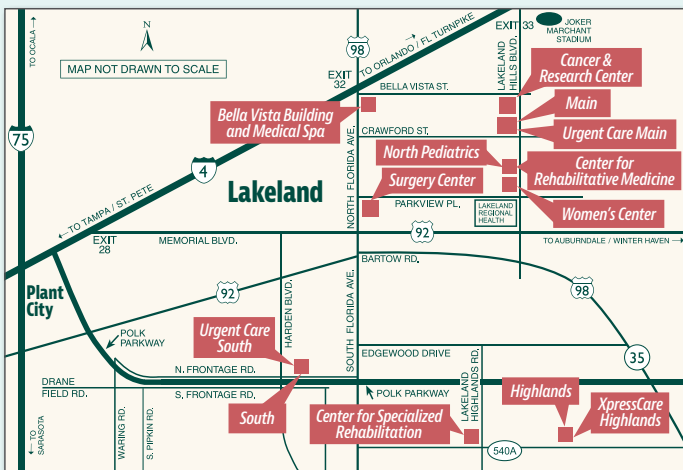 TO OCALA
N
MAP NOT DRAWN TO SCALE
98
TO ORLANDO / FL TURNPIKE
EXIT 33
JOKER
MARCHANT
STADIUM
EXIT
32
LAKELAND
HILLS BLVD.
BELLA VISTA ST.
Cancer &
Research Center
Bella Vista Building
and Medical Spa
Main
CRAWFORD ST.
Urgent Care Main
75
4
North Pediatrics
Center for
Rehabilitative Medicine
Surgery Center
Lakeland
NORTH FLORIDA AVE.
PARKVIEW PL.
LAKELAND
REGIONAL
HEALTH
Women's Center
TO TAMPA / ST. PETE
EXIT
28
MEMORIAL BLVD.
92
TO AUBURNDALE / WINTER HAVEN
BARTOW RD.
Plant
City
92
98
HARDEN BLVD.
SOUTH FLORIDA AVE.
POLK
PARKWAY
Urgent Care
South
EDGEWOOD DRIVE
35
N. FRONTAGE RD.
DRANE
FIELD RD.
S. FRONTAGE RD.
POLK PARKWAY
LAKELAND
HIGHLANDS RD.
South
Center for Specialized
Rehabilitation
Highlands
XpressCare
Highlands
TO
SARASOTA
WARING RD.
S. PIPKIN RD.
540A